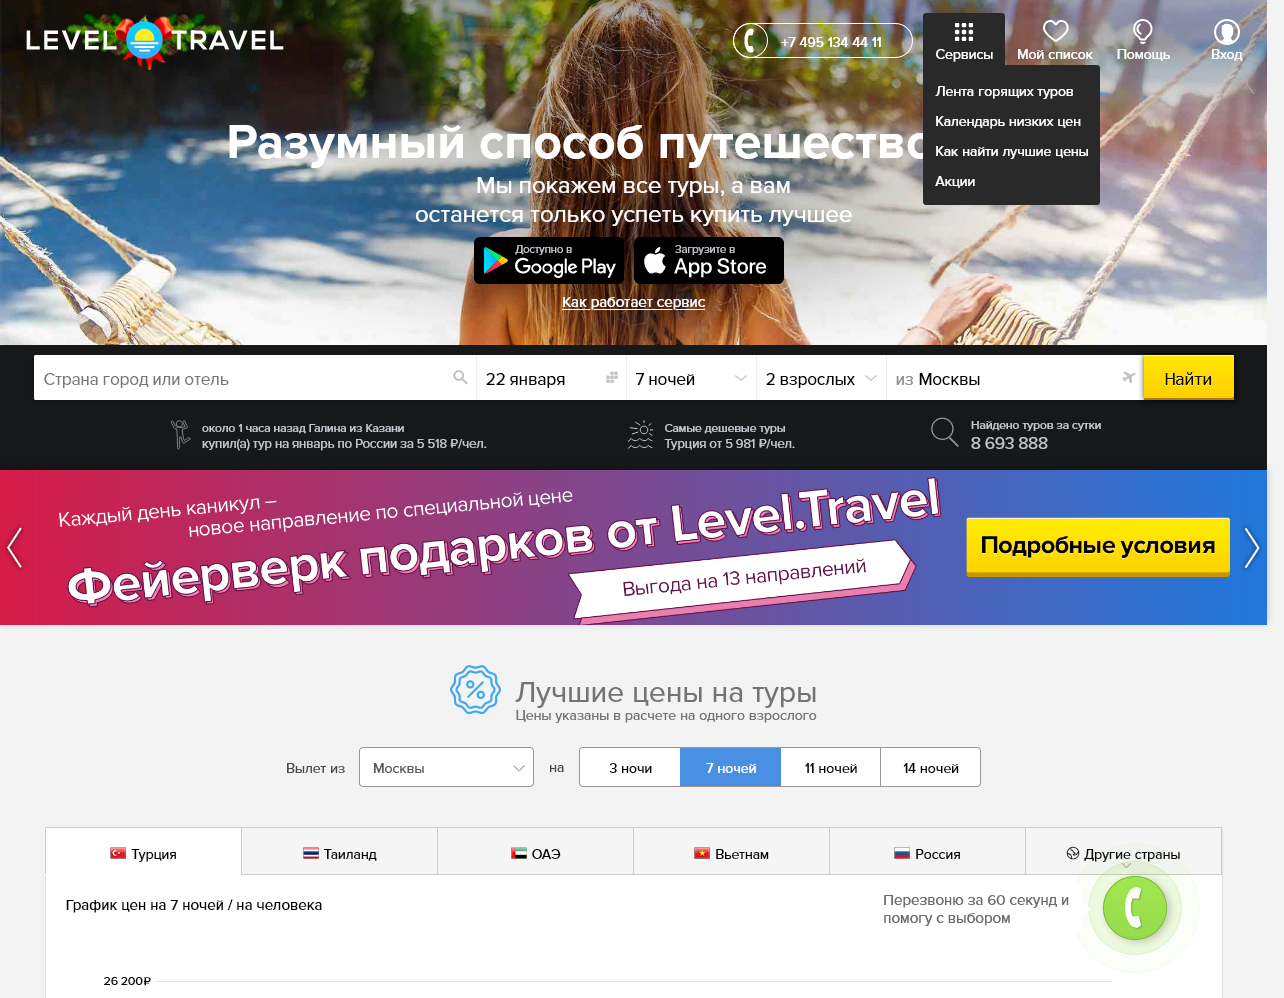 LEVEL TRAVEL
+7 495 134 44 11
Сервисы
Мой список
Помощь
Вход
Лента горящих туров
Календарь низких цен
Как найти лучшие цены
Акции
Разумный способ путешество
Мы покажем все туры, а вам
останется только успеть купить лучшее
Доступно в
Google Play
Загрузите в
App Store
Как работает сервис
Страна город или отель
22 января
7 ночей
2 взрослых
из Москвы
Найти
около 1 часа назад Галина из Казани
купил(а) тур на январь по России за 5 518 ₽/чел.
Самые дешевые туры
Турция от 5 981 ₽/чел.
Найдено туров за сутки
8 693 888
Каждый день каникул –
новое направление по специальной цене
Фейерверк подарков от Level.Travel
Выгода на 13 направлений
Подробные условия
Лучшие цены на туры
Цены указаны в расчете на одного взрослого
Вылет из
Москвы
на
3 ночи
7 ночей
11 ночей
14 ночей
Турция
Таиланд
ОАЭ
Вьетнам
Россия
Другие страны
График цен на 7 ночей / на человека
Перезвоню за 60 секунд и
помогу с выбором
26 200₽